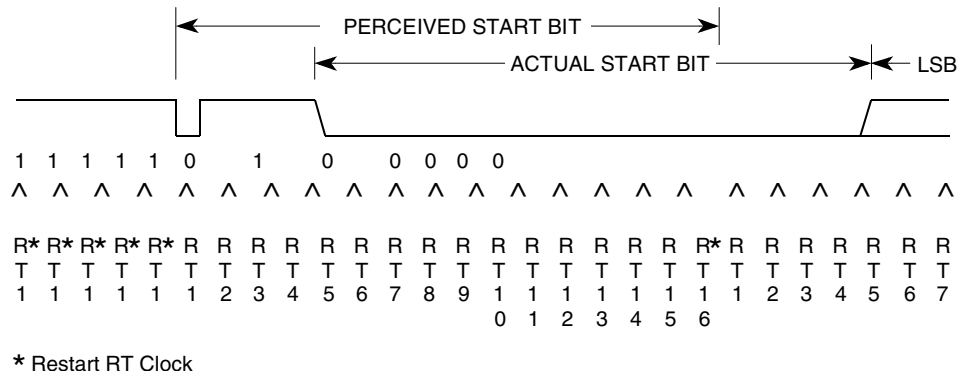 PERCEIVED START BIT
ACTUAL START BIT
LSB
1 1 1 1 1 0 1 0 0 0 0 0
^ ^ ^ ^ ^ ^ ^ ^ ^ ^ ^ ^ ^ ^ ^ ^ ^ ^ ^ ^ ^ ^ ^ ^ ^ ^ ^ ^
R* R* R* R* R* R R R R R R R R R R R R R R R R* R R R R R R R
T T T T T T T T T T T T T T T T T T T T T T T T T T T T
1 1 1 1 1 1 2 3 4 5 6 7 8 9 1 1 1 1 1 1 1 1 2 3 4 5 6 7
0 1 2 3 4 5 6
* Restart RT Clock